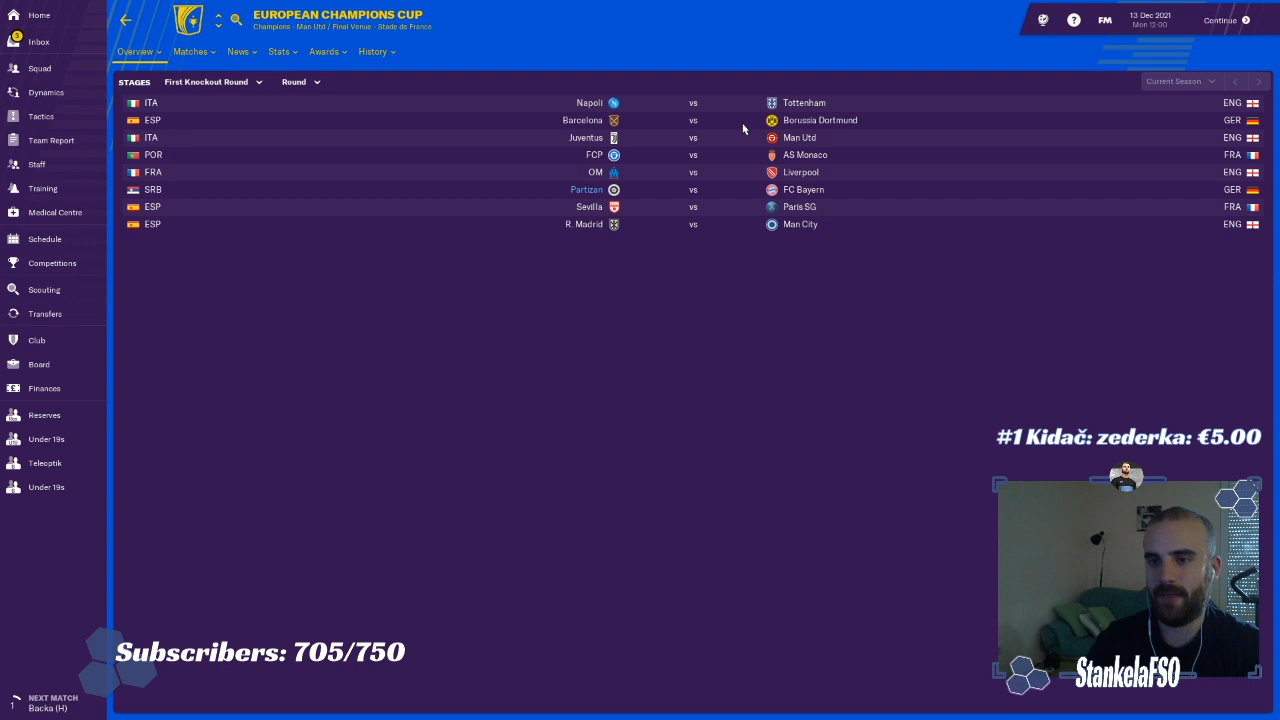 Home
Inbox
3
Squad
Dynamics
Tactics
Team Report
Staff
Training
Medical Centre
Schedule
Competitions
Scouting
Transfers
Club
Board
Finances
Reserves
Under 19s
Teleoptik
Under 19s
NEXT MATCH
1 Backa (H)
EUROPEAN CHAMPIONS CUP
Champions - Man Utd / Final Venue - Stade de France
Overview Matches News Stats Awards History
? FM 13 Dec 2021
Mon 12:00
Continue
STAGES First Knockout Round Round Current Season
ITA Napoli vs Tottenham ENG
ESP Barcelona vs Borussia Dortmund GER
ITA Juventus vs Man Utd ENG
POR FCP vs AS Monaco FRA
FRA OM vs Liverpool ENG
SRB Partizan vs FC Bayern GER
ESP Sevilla vs Paris SG FRA
ESP R. Madrid vs Man City ENG
#1 Kidač: zederka: €5.00
Subscribers: 705/750
StankelaFSO